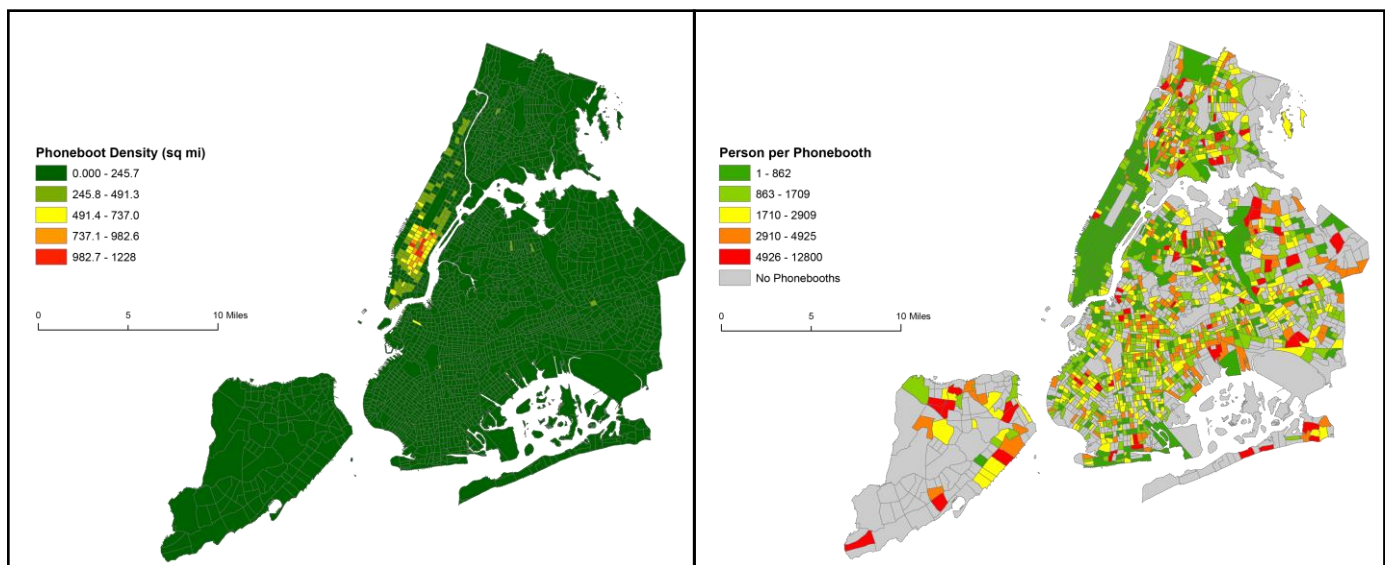 Phoneboot Density (sq mi)
0.000 - 245.7
245.8 - 491.3
491.4 - 737.0
737.1 - 982.6
982.7 - 1228
0 5 10 Miles
Person per Phonebooth
1 - 862
863 - 1709
1710 - 2909
2910 - 4925
4926 - 12800
No Phonebooths
0 5 10 Miles